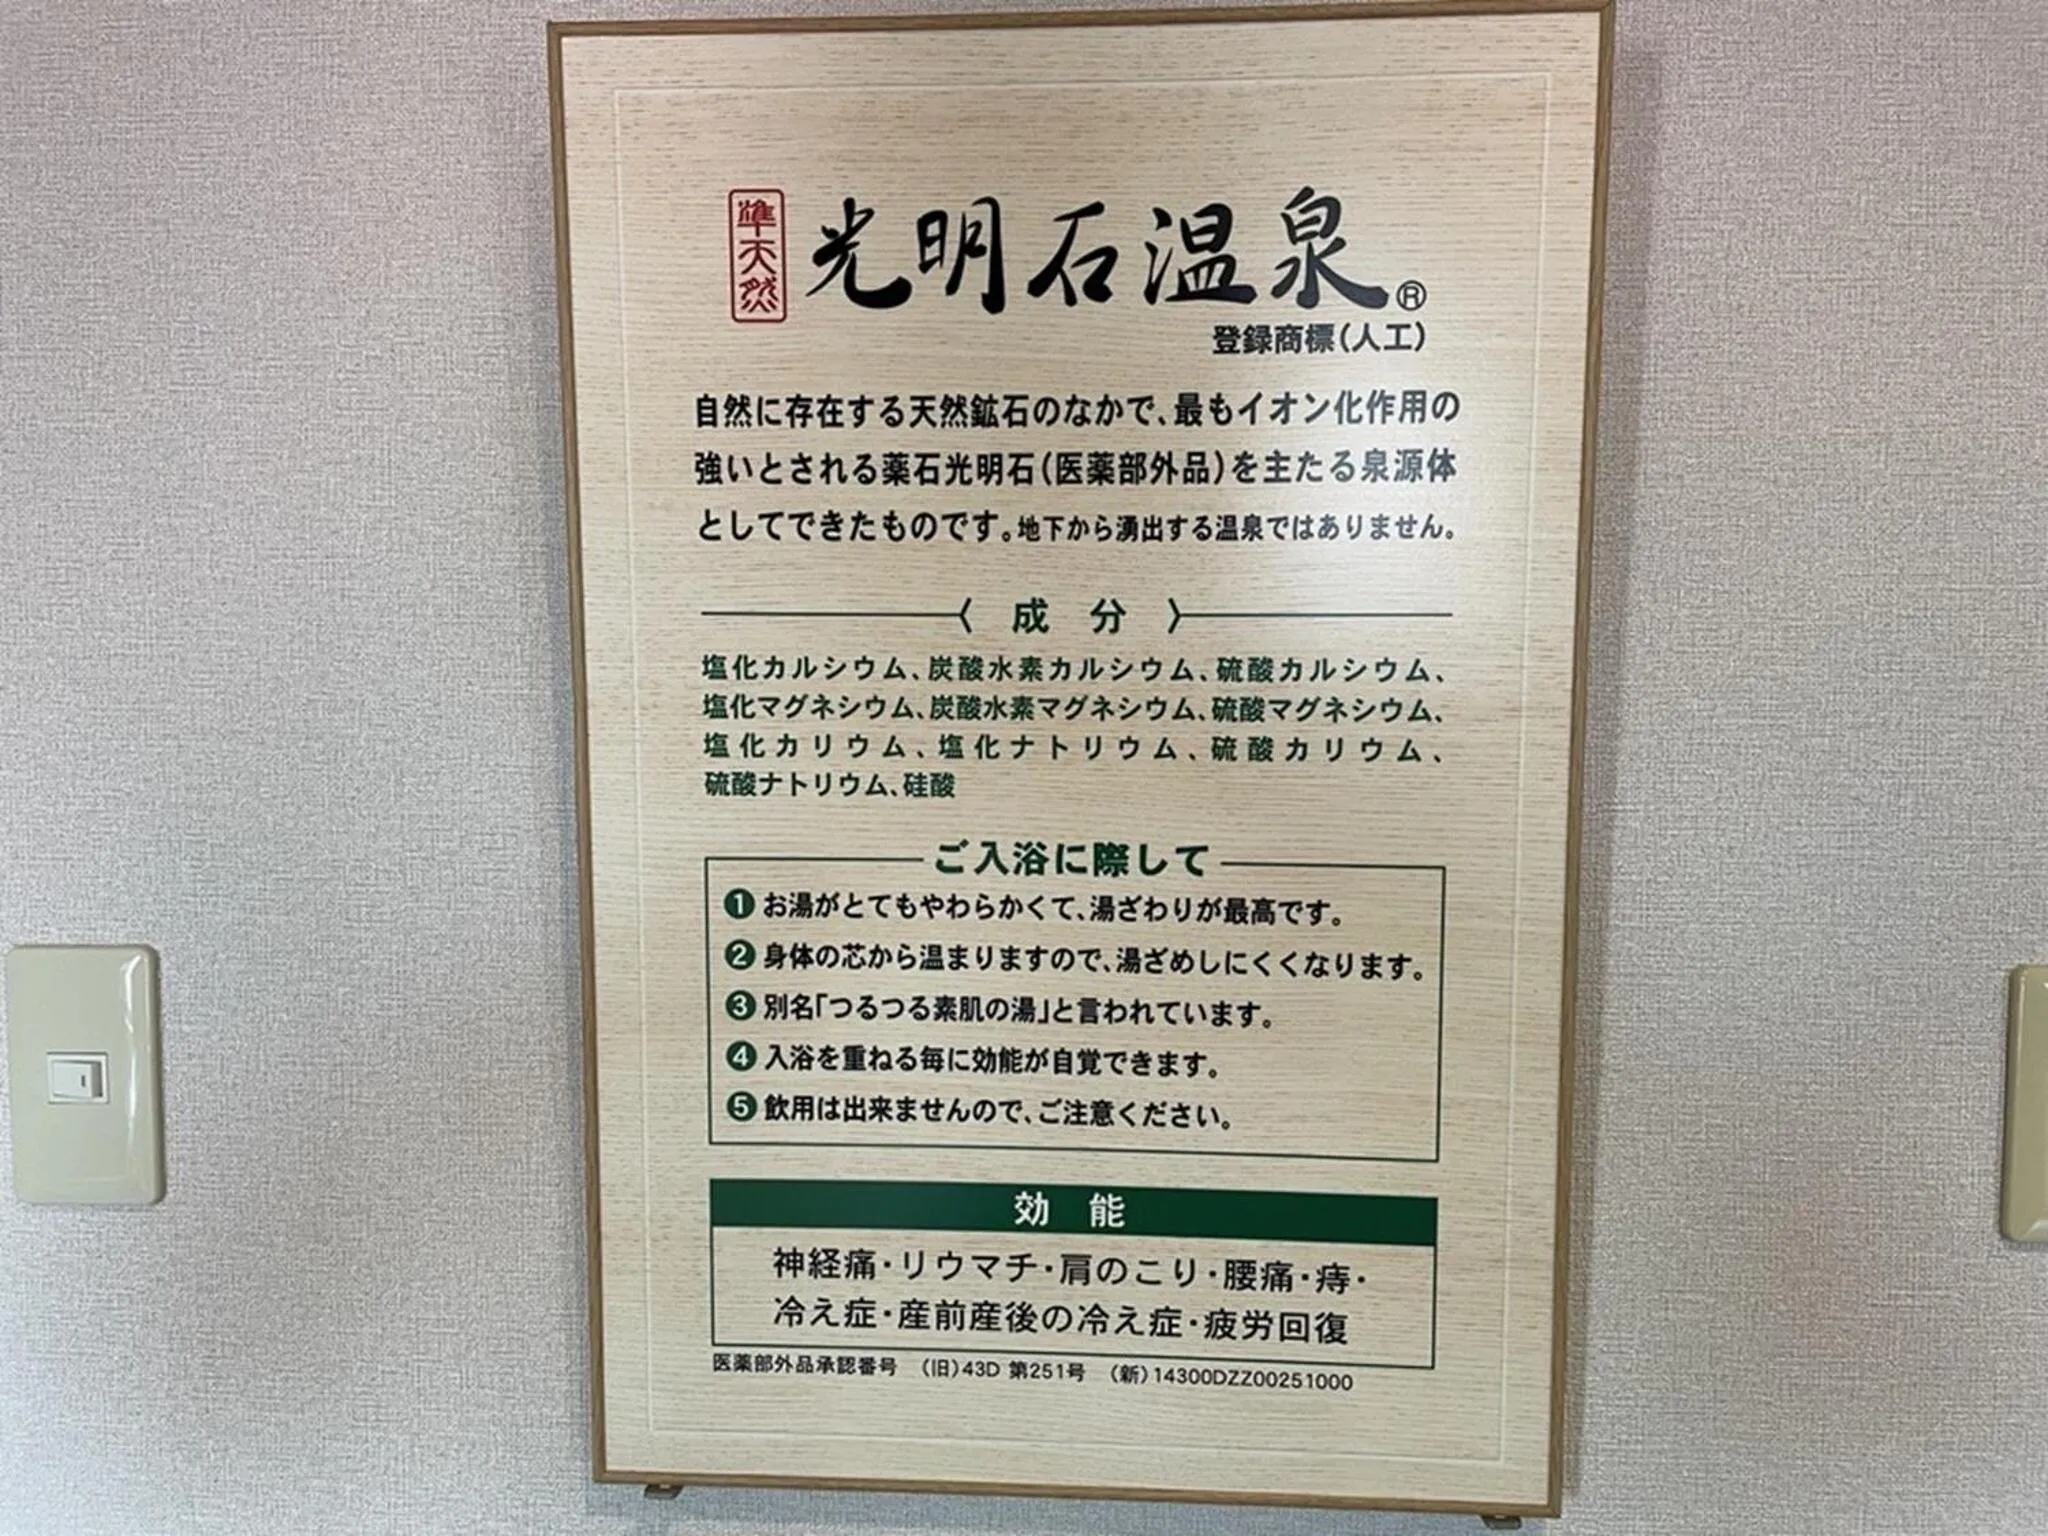 準天然
光明石温泉®
登録商標(人工)
自然に存在する天然鉱石のなかで、最もイオン化作用の
強いとされる薬石光明石(医薬部外品)を主たる泉源体
としてできたものです。地下から湧出する温泉ではありません。
〈 成 分 〉
塩化カルシウム、炭酸水素カルシウム、硫酸カルシウム、
塩化マグネシウム、炭酸水素マグネシウム、硫酸マグネシウム、
塩化カリウム、塩化ナトリウム、硫酸カリウム、
硫酸ナトリウム、硅酸
ご入浴に際して
❶お湯がとてもやわらかくて、湯ざわりが最高です。
❷身体の芯から温まりますので、湯ざめしにくくなります。
❸別名「つるつる素肌の湯」と言われています。
❹入浴を重ねる毎に効能が自覚できます。
❺飲用は出来ませんので、ご注意ください。
効 能
神経痛・リウマチ・肩のこり・腰痛・痔・
冷え症・産前産後の冷え症・疲労回復
医薬部外品承認番号 (旧)43D 第251号 (新)14300DZZ00251000